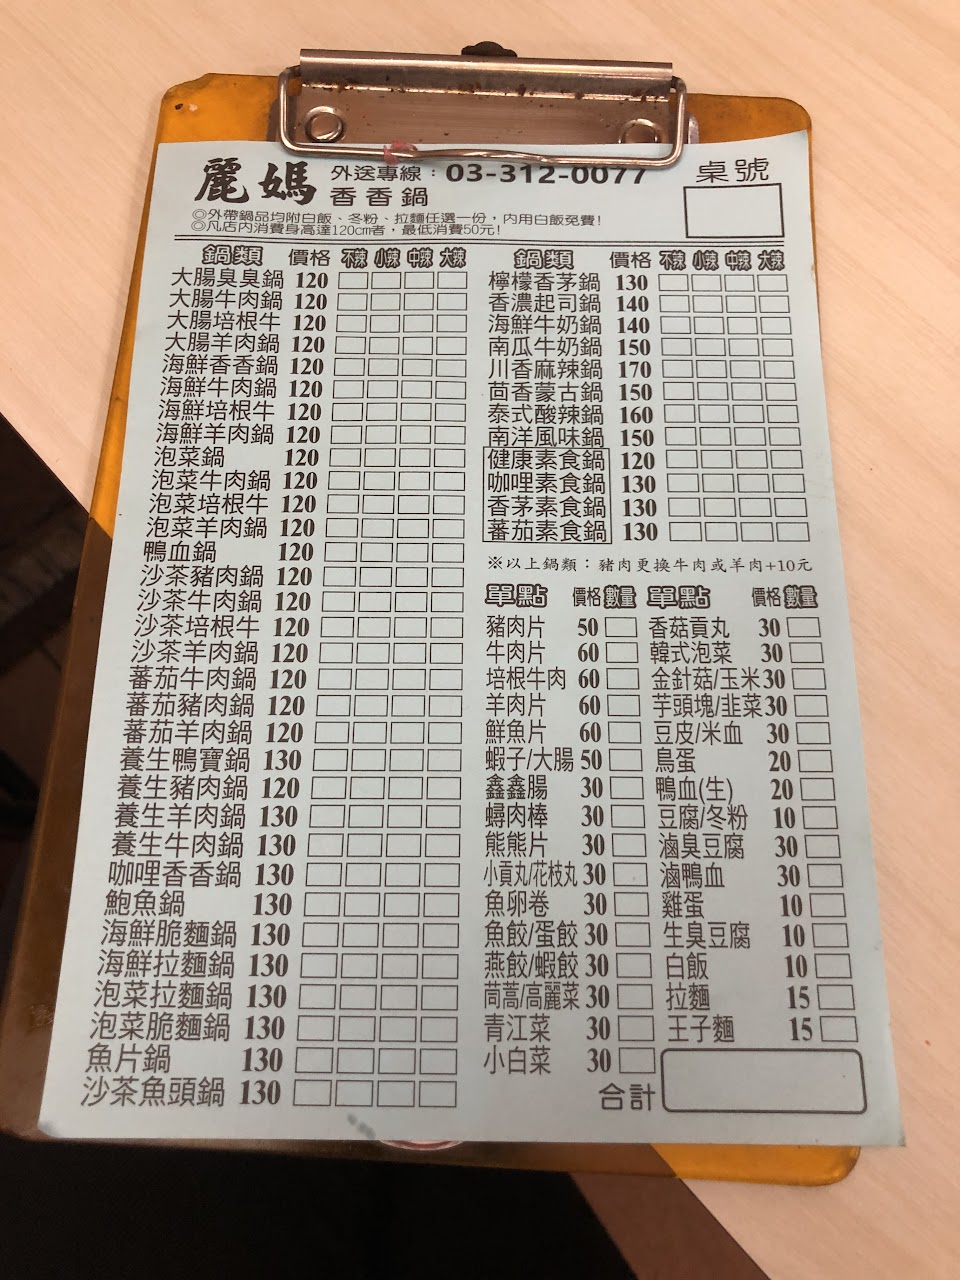 麗媽 香香鍋
外送專線：03-312-0077
桌號
◎外帶鍋品均附白飯、冬粉、拉麵任選一份，內用白飯免費!
◎凡店內消費身高達120cm者，最低消費50元!
鍋類 價格 不辣 小辣 中辣 大辣
大腸臭臭鍋 120
大腸牛肉鍋 120
大腸培根牛 120
大腸羊肉鍋 120
海鮮香香鍋 120
海鮮牛肉鍋 120
海鮮培根牛 120
海鮮羊肉鍋 120
泡菜鍋 120
泡菜牛肉鍋 120
泡菜培根牛 120
泡菜羊肉鍋 120
鴨血鍋 120
沙茶豬肉鍋 120
沙茶牛肉鍋 120
沙茶培根牛 120
沙茶羊肉鍋 120
蕃茄牛肉鍋 120
蕃茄豬肉鍋 120
蕃茄羊肉鍋 120
養生鴨寶鍋 130
養生豬肉鍋 120
養生羊肉鍋 130
養生牛肉鍋 130
咖哩香香鍋 130
鮑魚鍋 130
海鮮脆麵鍋 130
海鮮拉麵鍋 130
泡菜拉麵鍋 130
泡菜脆麵鍋 130
魚片鍋 130
沙茶魚頭鍋 130
鍋類 價格 不辣 小辣 中辣 大辣
檸檬香茅鍋 130
香濃起司鍋 140
海鮮牛奶鍋 140
南瓜牛奶鍋 150
川香麻辣鍋 170
茴香蒙古鍋 150
泰式酸辣鍋 160
南洋風味鍋 150
健康素食鍋 120
咖哩素食鍋 130
香茅素食鍋 130
蕃茄素食鍋 130
※以上鍋類：豬肉更換牛肉或羊肉+10元
單點 價格 數量
豬肉片 50
牛肉片 60
培根牛肉 60
羊肉片 60
鮮魚片 60
蝦子/大腸 50
鑫鑫腸 30
蟳肉棒 30
熊熊片 30
小貢丸/花枝丸 30
魚卵卷 30
魚餃/蛋餃 30
燕餃/蝦餃 30
茼蒿/高麗菜 30
青江菜 30
小白菜 30
單點 價格 數量
香菇貢丸 30
韓式泡菜 30
金針菇/玉米 30
芋頭塊/韭菜 30
豆皮/米血 30
鳥蛋 20
鴨血(生) 20
豆腐/冬粉 10
滷臭豆腐 30
滷鴨血 30
雞蛋 10
生臭豆腐 10
白飯 10
拉麵 15
王子麵 15
合計